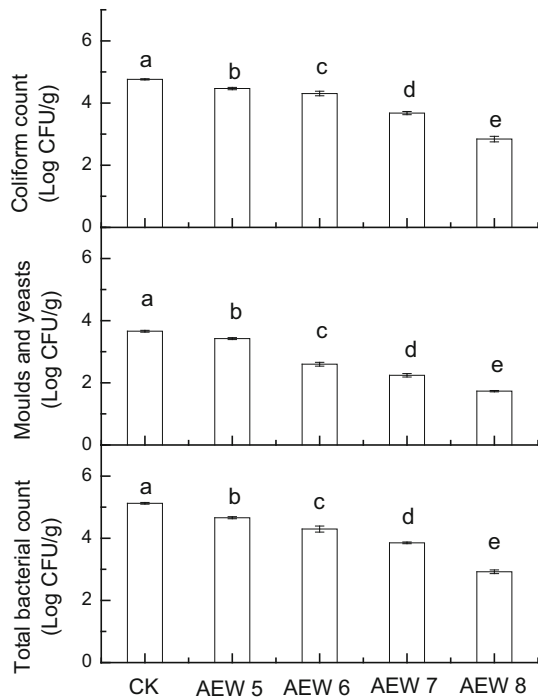 Coliform count
(Log CFU/g)
6
4
2
0
a
b
c
d
e
Moulds and yeasts
(Log CFU/g)
6
4
2
0
a
b
c
d
e
Total bacterial count
(Log CFU/g)
6
4
2
0
a
b
c
d
e
CK AEW 5 AEW 6 AEW 7 AEW 8